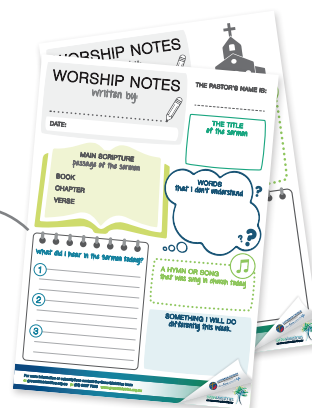 WORSHIP NOTES
WORSHIP NOTES
written by:
THE PASTOR'S NAME IS:
DATE:
THE TITLE
of the sermon
MAIN SCRIPTURE
passage of the sermon
BOOK
CHAPTER
VERSE
WORDS
that I don't understand
?
? ?
What did I hear in the sermon today?
1
2
3
A HYMN OR SONG
that was sung in church today
SOMETHING I WILL DO
differently this week.